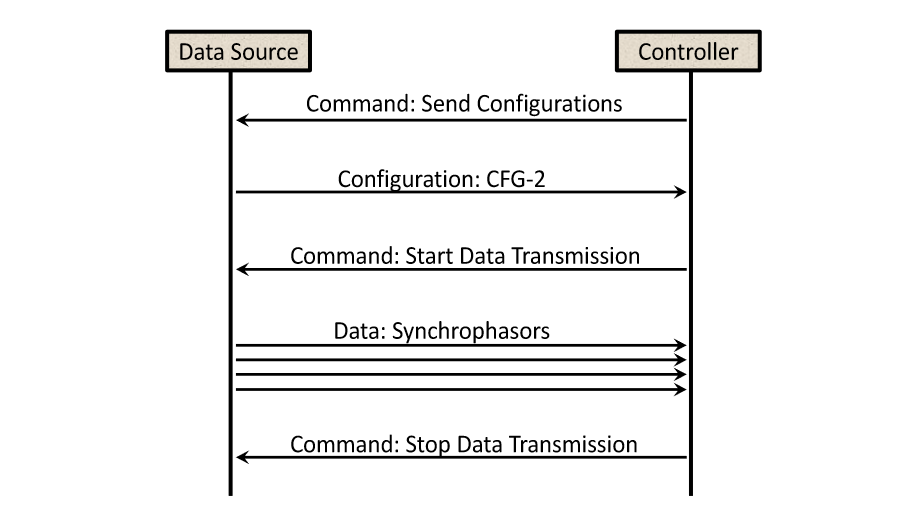 Data Source
Controller
Command: Send Configurations
Configuration: CFG-2
Command: Start Data Transmission
Data: Synchrophasors
Command: Stop Data Transmission